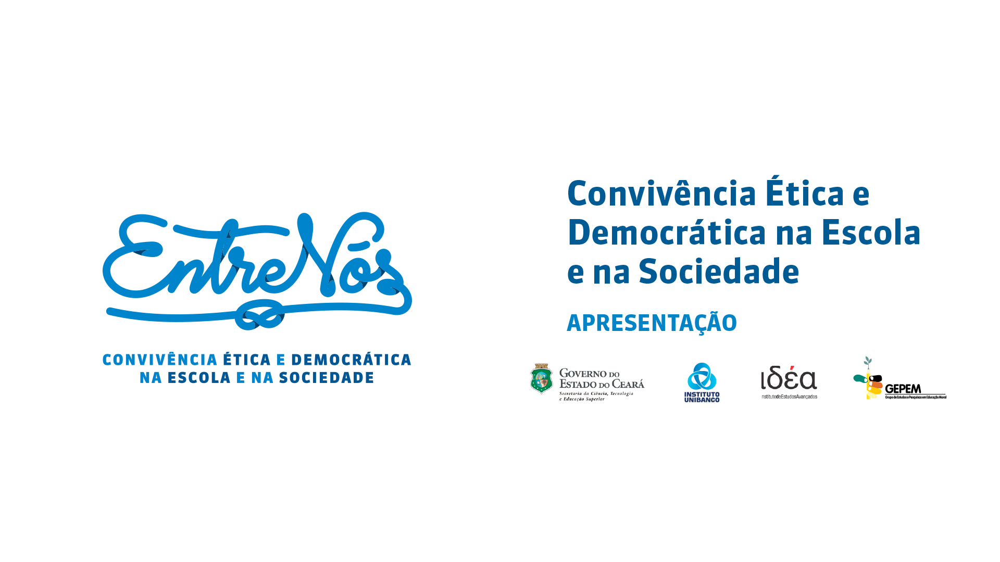 EntreNós
CONVIVÊNCIA ÉTICA E DEMOCRÁTICA
NA ESCOLA E NA SOCIEDADE
Convivência Ética e
Democrática na Escola
e na Sociedade
APRESENTAÇÃO
GOVERNO DO
ESTADO DO CEARÁ
Secretaria da Ciência, Tecnologia
e Educação Superior
INSTITUTO
UNIBANCO
ıδέa
nstitutodeEstudosAvançados
GEPEM
Grupo de Estudos e Pesquisas em Educação Moral